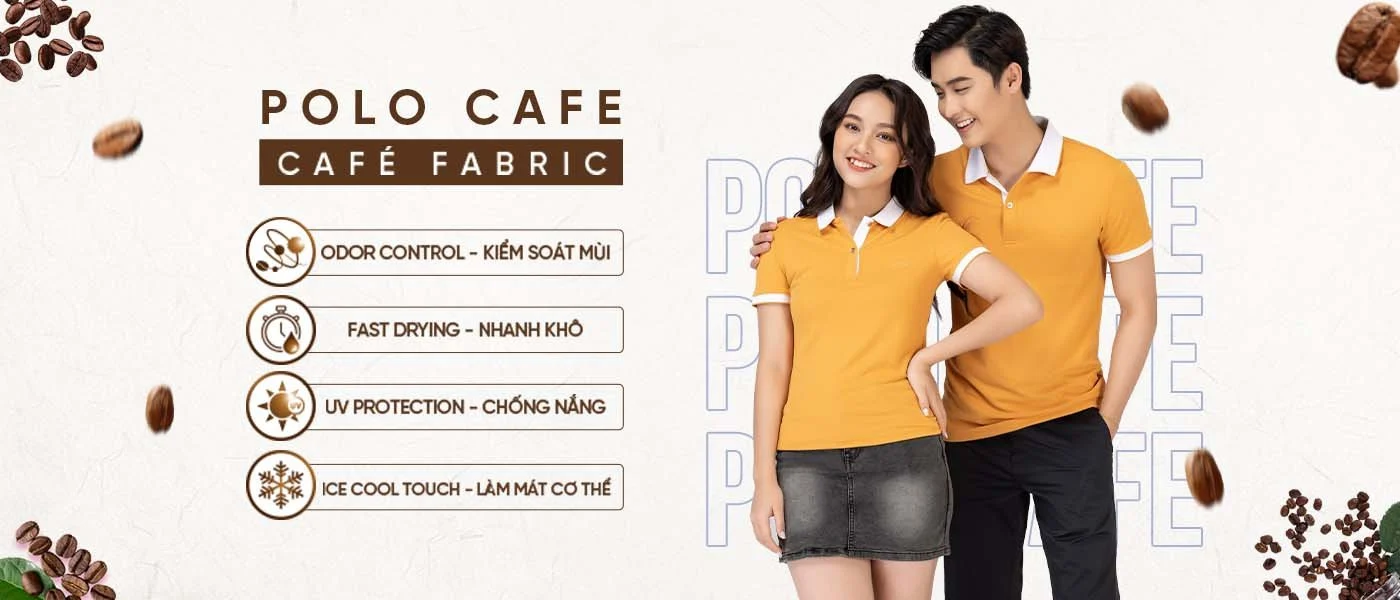 POLO CAFE
CAFÉ FABRIC
ODOR CONTROL - KIỂM SOÁT MÙI
FAST DRYING - NHANH KHÔ
UV
UV PROTECTION - CHỐNG NẮNG
ICE COOL TOUCH - LÀM MÁT CƠ THỂ